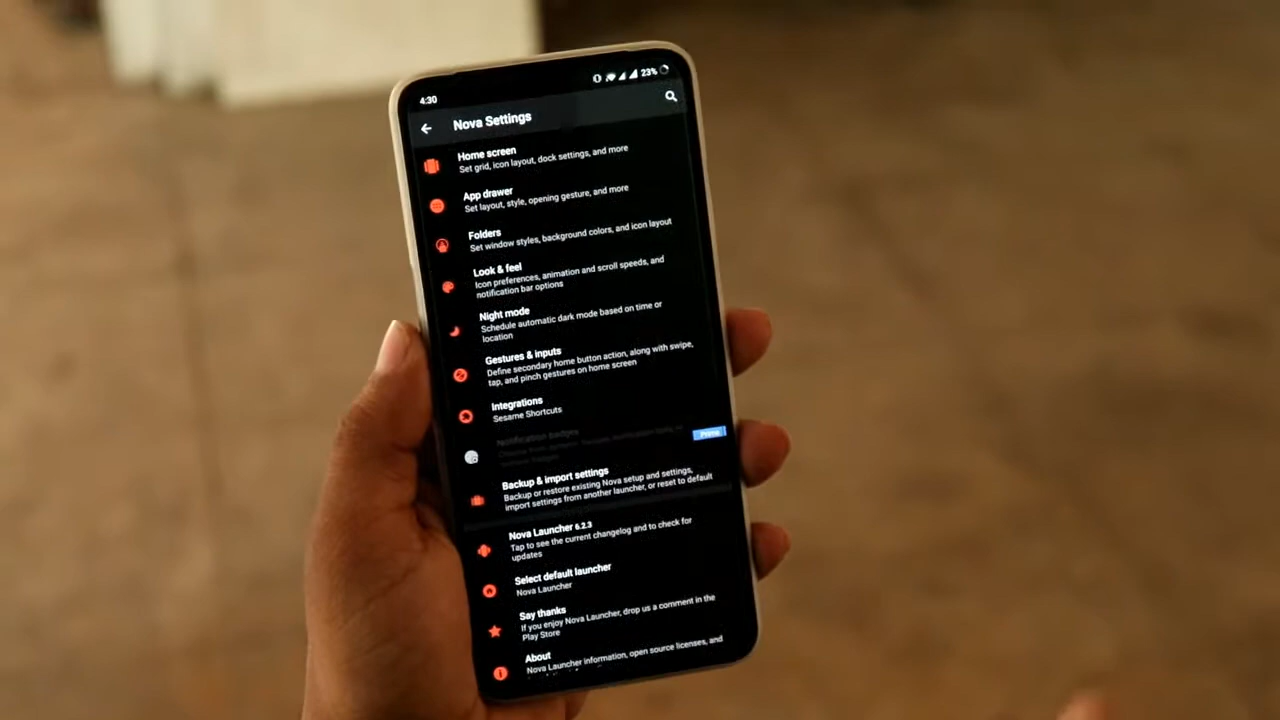 4:30
23%
Nova Settings
Home screen
Set grid, icon layout, dock settings, and more
App drawer
Set layout, style, opening gesture, and more
Folders
Set window styles, background colors, and icon layout
Look & feel
Icon preferences, animation and scroll speeds, and
notification bar options
Night mode
Schedule automatic dark mode based on time or
location
Gestures & inputs
Define secondary home button action, along with swipe,
tap, and pinch gestures on home screen
Integrations
Sesame Shortcuts
Notification badges
Prime
Backup & import settings
Backup or restore existing Nova setup and settings,
import settings from another launcher, or reset to default
Nova Launcher 6.2.3
Tap to see the current changelog and to check for
updates
Select default launcher
Nova Launcher
Say thanks
If you enjoy Nova Launcher, drop us a comment in the
Play Store
About
Nova Launcher information, open source licenses, and